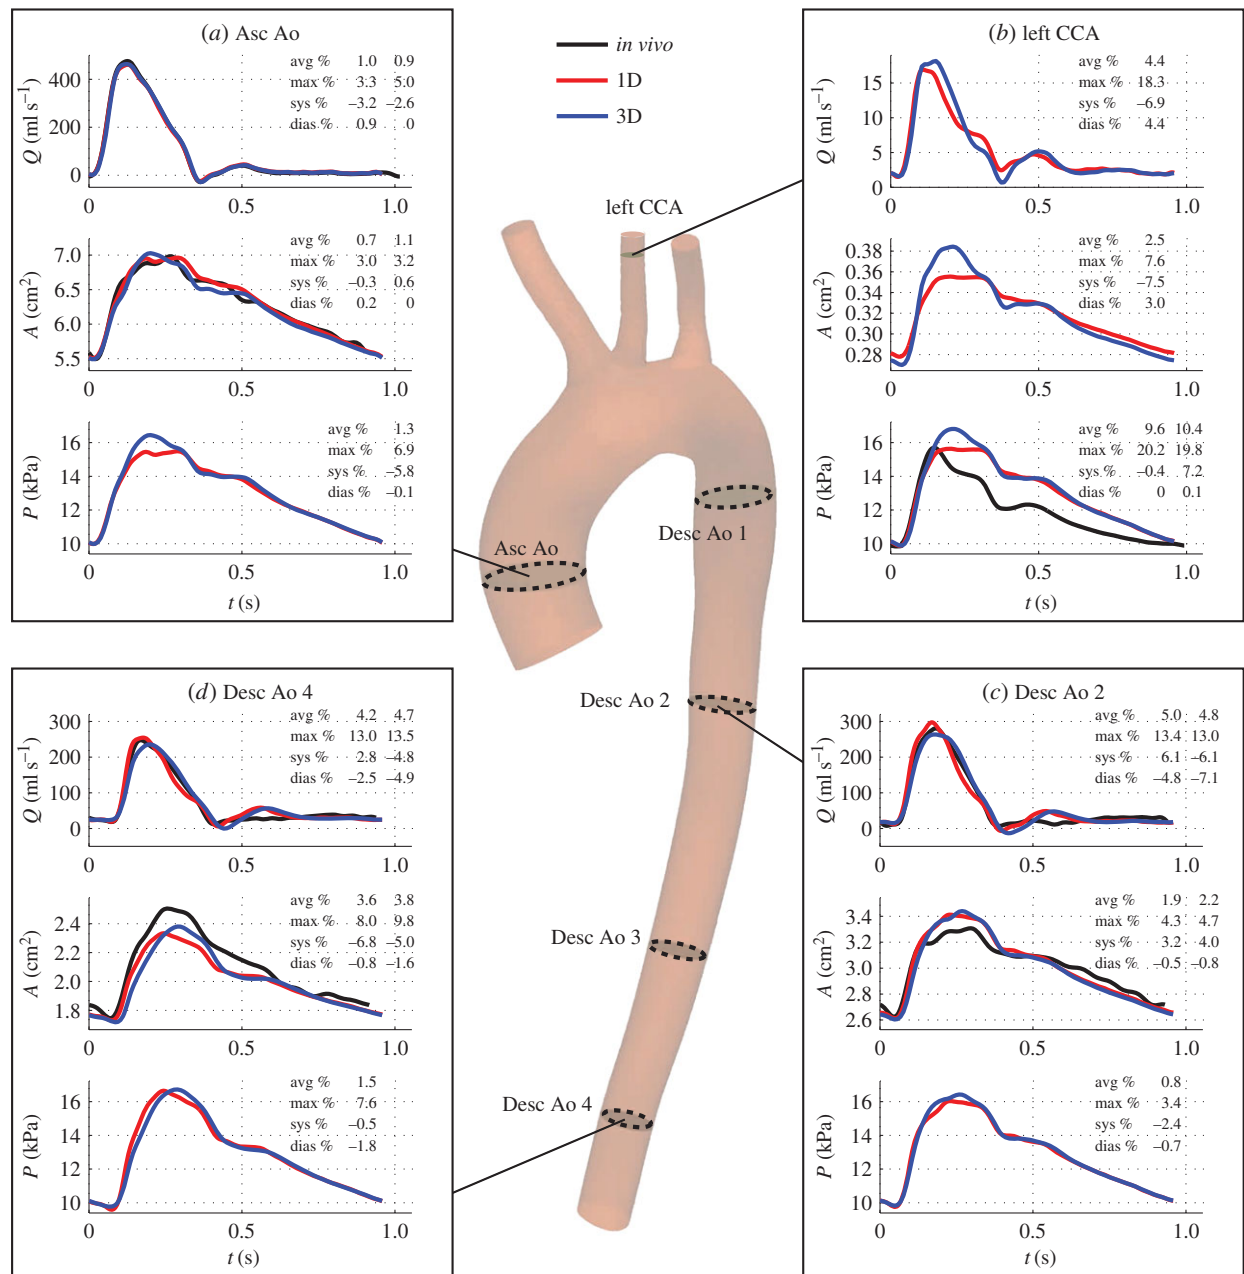 (a) Asc Ao
avg % 1.0 0.9
max % 3.3 5.0
sys % –3.2 –2.6
dias % 0.9 0
Q (ml s–1)
400
200
0
0 0.5 1.0
avg % 0.7 1.1
max % 3.0 3.2
sys % –0.3 0.6
dias % 0.2 0
A (cm2)
7.0
6.5
6.0
5.5
0 0.5 1.0
avg % 1.3
max % 6.9
sys % –5.8
dias % –0.1
P (kPa)
16
14
12
10
0 0.5 1.0
t (s)
in vivo
1D
3D
(b) left CCA
avg % 4.4
max % 18.3
sys % –6.9
dias % 4.4
Q (ml s–1)
15
10
5
0
0 0.5 1.0
avg % 2.5
max % 7.6
sys % –7.5
dias % 3.0
A (cm2)
0.38
0.36
0.34
0.32
0.30
0.28
0 0.5 1.0
avg % 9.6 10.4
max % 20.2 19.8
sys % –0.4 7.2
dias % 0 0.1
P (kPa)
16
14
12
10
0 0.5 1.0
t (s)
left CCA
Desc Ao 1
Asc Ao
Desc Ao 2
Desc Ao 3
Desc Ao 4
(d) Desc Ao 4
avg % 4.2 4.7
max % 13.0 13.5
sys % 2.8 –4.8
dias % –2.5 –4.9
Q (ml s–1)
300
200
100
0
0 0.5 1.0
avg % 3.6 3.8
max % 8.0 9.8
sys % –6.8 –5.0
dias % –0.8 –1.6
A (cm2)
2.4
2.2
2.0
1.8
0 0.5 1.0
avg % 1.5
max % 7.6
sys % –0.5
dias % –1.8
P (kPa)
16
14
12
10
0 0.5 1.0
t (s)
(c) Desc Ao 2
avg % 5.0 4.8
max % 13.4 13.0
sys % 6.1 –6.1
dias % –4.8 –7.1
Q (ml s–1)
300
200
100
0
0 0.5 1.0
avg % 1.9 2.2
max % 4.3 4.7
sys % 3.2 4.0
dias % –0.5 –0.8
A (cm2)
3.4
3.2
3.0
2.8
2.6
0 0.5 1.0
avg % 0.8
max % 3.4
sys % –2.4
dias % –0.7
P (kPa)
16
14
12
10
0 0.5 1.0
t (s)